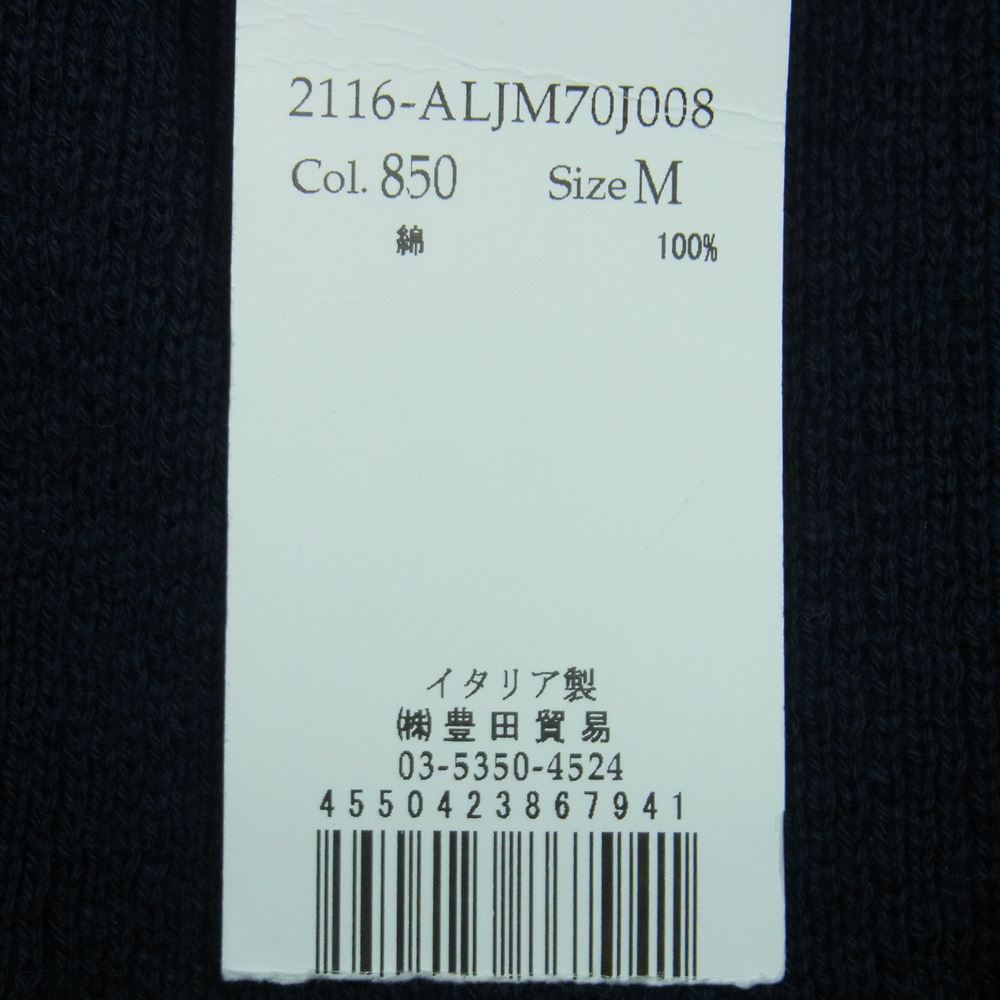 2116-ALJM70J008
Col. 850 Size M
綿 100%
イタリア製
㈱豊田貿易
03-5350-4524
4550423867941